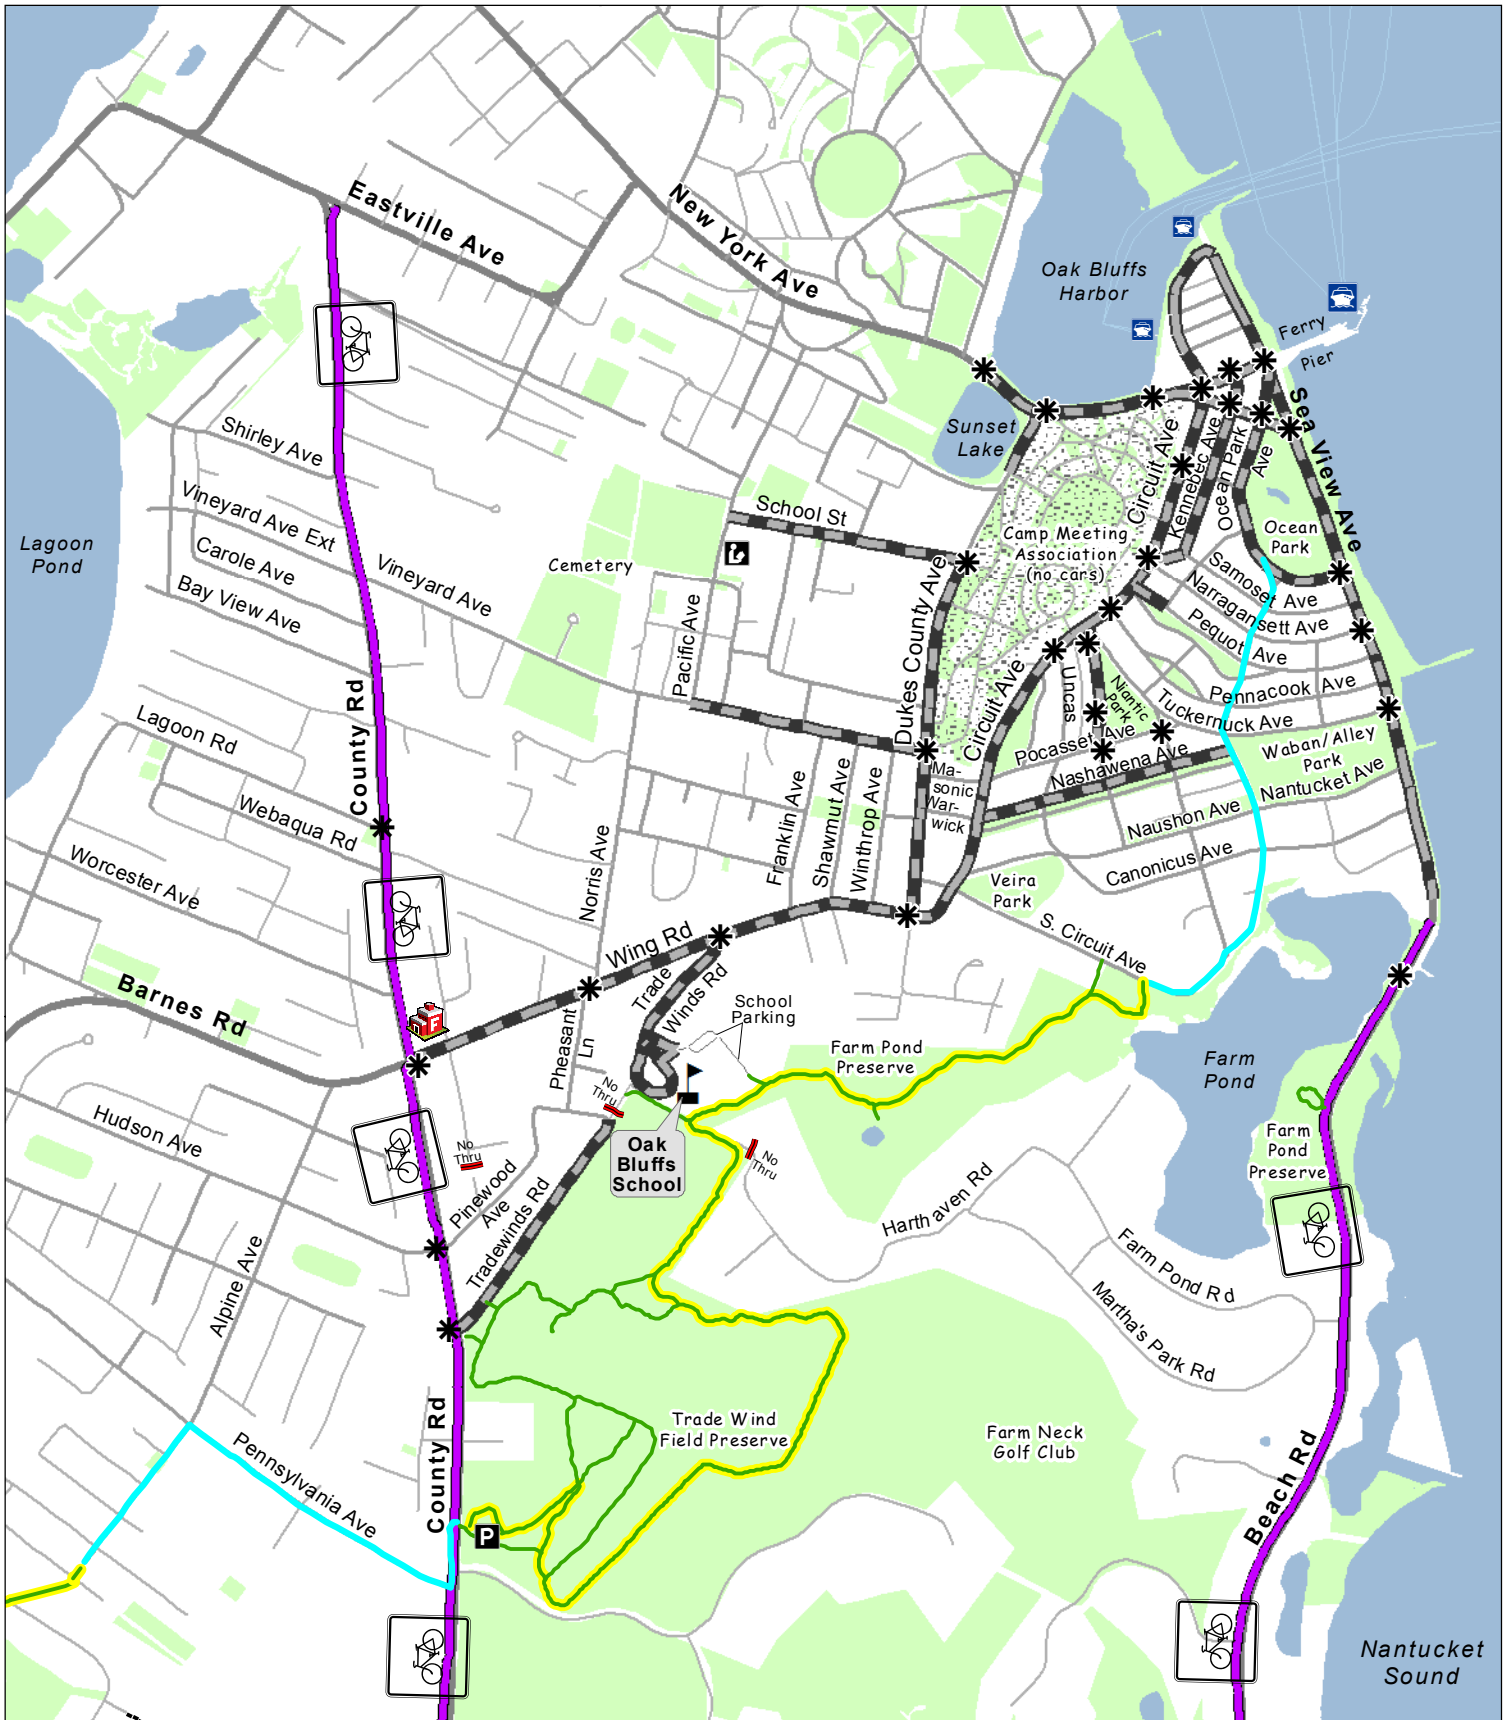 Eastville Ave
New York Ave
Oak Bluffs
Harbor
Ferry
Pier
Sea View Ave
Sunset
Lake
Shirley Ave
Vineyard Ave Ext
Carole Ave
Bay View Ave
Vineyard Ave
Lagoon
Pond
Cemetery
School St
Pacific Ave
Dukes County Ave
Camp Meeting
Association
(no cars)
Circuit Ave
Kennebec Ave
Ocean Park
Ave
Ocean
Park
Samoset Ave
Narragansett Ave
Pequot Ave
Pennacook Ave
Tuckernuck Ave
Niantic
Park
Uncas
Circuit Ave
Pocasset Ave
Nashawena Ave
Waban/Alley
Park
Nantucket Ave
Naushon Ave
Canonicus Ave
Ma-
sonic
War-
wick
Veira
Park
S. Circuit Ave
County Rd
Lagoon Rd
Webaqua Rd
Worcester Ave
Norris Ave
Franklin Ave
Shawmut Ave
Winthrop Ave
Wing Rd
Barnes Rd
F
Trade
Winds Rd
School
Parking
Pheasant
Ln
No
Thru
Farm Pond
Preserve
Farm
Pond
Farm
Pond
Preserve
Oak
Bluffs
School
No
Thru
No
Thru
Hudson Ave
Pinewood
Ave
Tradewinds Rd
Alpine Ave
Harthaven Rd
Farm Pond Rd
Martha's Park Rd
Trade Wind
Field Preserve
Farm Neck
Golf Club
County Rd
Pennsylvania Ave
P
Beach Rd
Nantucket
Sound